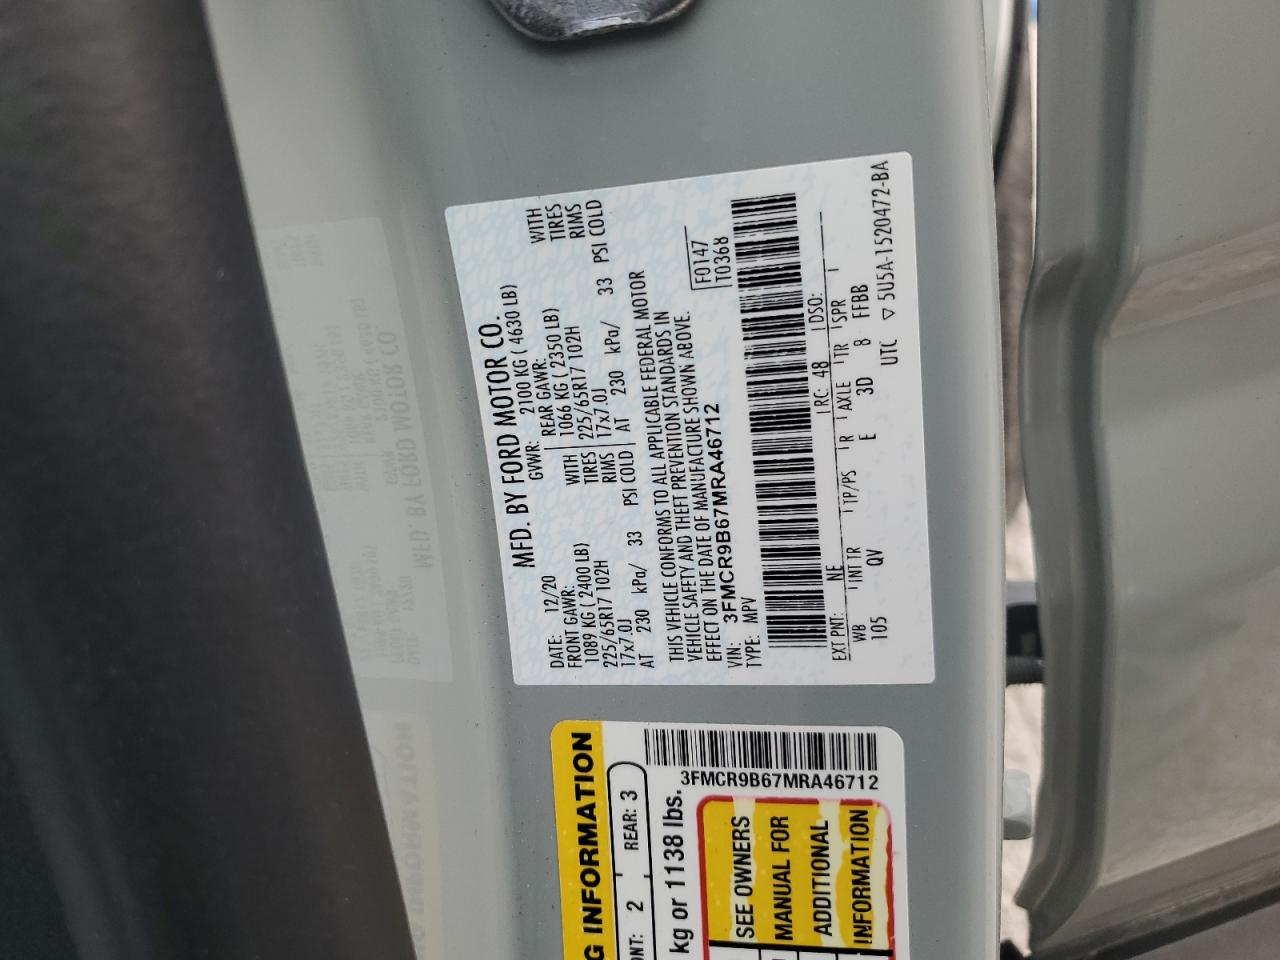 MFD. BY FORD MOTOR CO.
DATE: 12/20 GVWR: 2100 KG ( 4630 LB)
FRONT GAWR: REAR GAWR:
1089 KG ( 2400 LB) WITH 1066 KG ( 2350 LB) WITH
225/65R17 102H TIRES 225/65R17 102H TIRES
17x7.0J RIMS 17x7.0J RIMS
AT 230 kPa/ 33 PSI COLD AT 230 kPa/ 33 PSI COLD
THIS VEHICLE CONFORMS TO ALL APPLICABLE FEDERAL MOTOR
VEHICLE SAFETY AND THEFT PREVENTION STANDARDS IN
EFFECT ON THE DATE OF MANUFACTURE SHOWN ABOVE.
VIN: 3FMCR9B67MRA46712
TYPE: MPV
F0147
T0368
EXT PNT: NE RC: 48 DSO:
WB INT TR TP/PS R AXLE TR SPR
105 QV E 3D 8 FFBB
UTC ▽ 5U5A-1520472-BA
G INFORMATION
ONT: 2 REAR: 3
kg or 1138 lbs.
3FMCR9B67MRA46712
SEE OWNERS
MANUAL FOR
ADDITIONAL
INFORMATION